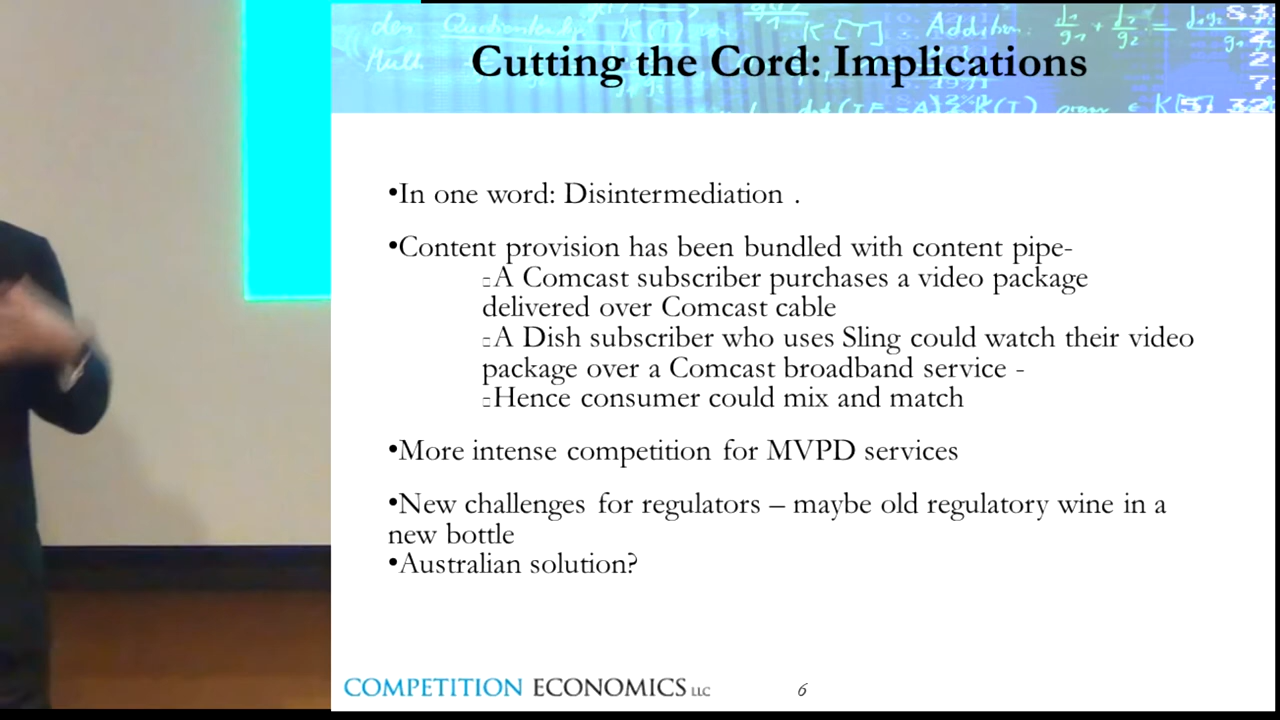 Cutting the Cord: Implications
•In one word: Disintermediation .
•Content provision has been bundled with content pipe-
A Comcast subscriber purchases a video package
delivered over Comcast cable
A Dish subscriber who uses Sling could watch their video
package over a Comcast broadband service -
Hence consumer could mix and match
•More intense competition for MVPD services
•New challenges for regulators – maybe old regulatory wine in a
new bottle
•Australian solution?
COMPETITION ECONOMICS LLC
6